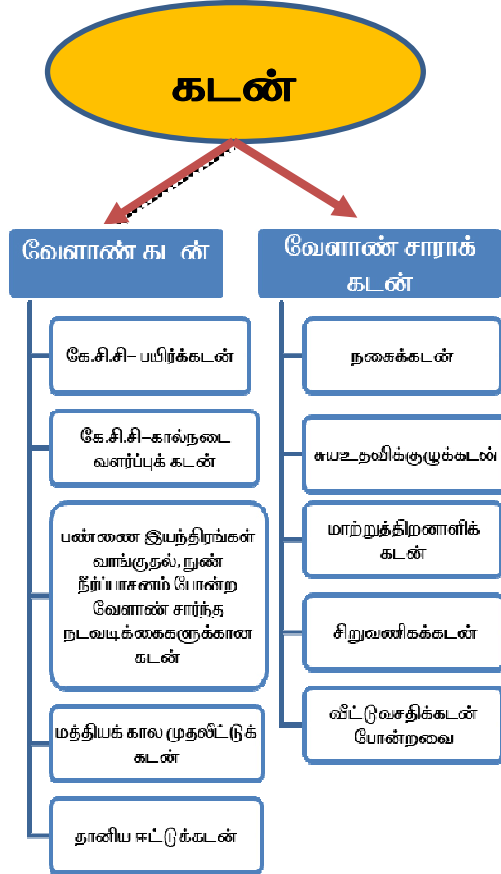 கடன்
வேளாண் கடன்
கே.சி.சி- பயிர்க்கடன்
கே.சி.சி-கால்நடை
வளர்ப்புக் கடன்
பண்ணை இயந்திரங்கள்
வாங்குதல், நுண்
நீர்ப்பாசனம் போன்ற
வேளாண் சார்ந்த
நடவடிக்கைகளுக்கான
கடன்
மத்தியக் கால முதலீட்டுக்
கடன்
தானிய ஈட்டுக்கடன்
வேளாண் சாராக்
கடன்
நகைக்கடன்
சுயஉதவிக்குழுக்கடன்
மாற்றுத்திறனாளிக்
கடன்
சிறுவணிகக்கடன்
வீட்டுவசதிக்கடன்
போன்றவை